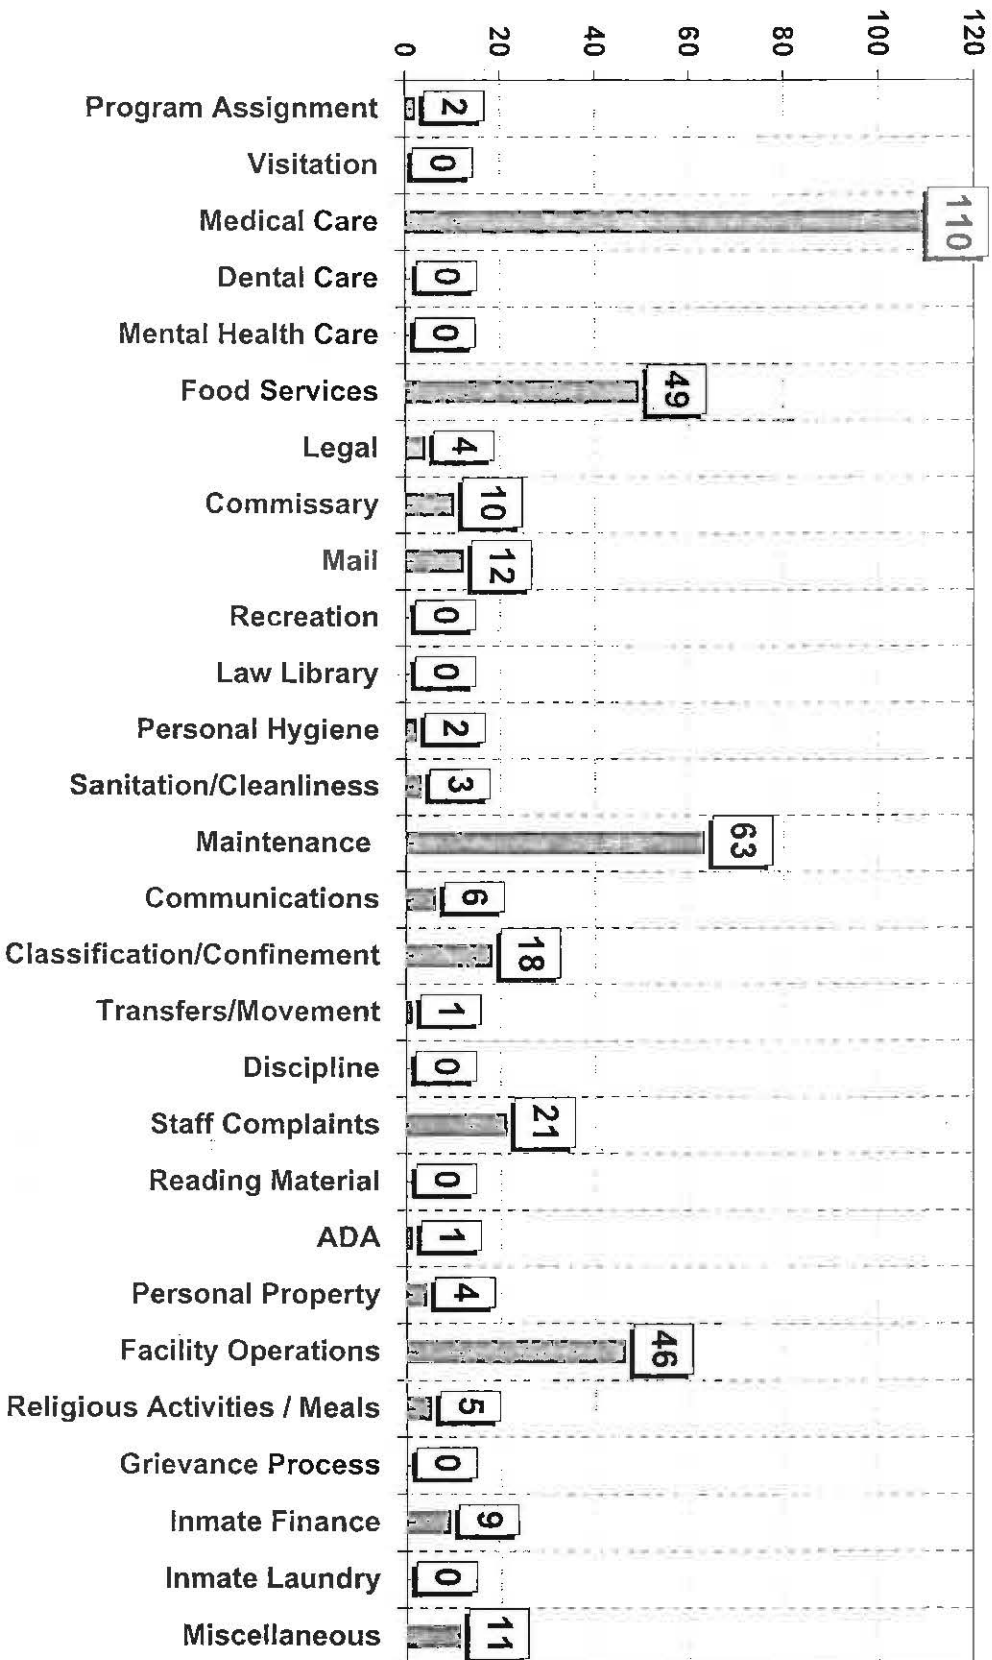 120
100
80
60
40
20
0
Program Assignment 2
Visitation 0
Medical Care 110
Dental Care 0
Mental Health Care 0
Food Services 49
Legal 4
Commissary 10
Mail 12
Recreation 0
Law Library 0
Personal Hygiene 2
Sanitation/Cleanliness 3
Maintenance 63
Communications 6
Classification/Confinement 18
Transfers/Movement 1
Discipline 0
Staff Complaints 21
Reading Material 0
ADA 1
Personal Property 4
Facility Operations 46
Religious Activities / Meals 5
Grievance Process 0
Inmate Finance 9
Inmate Laundry 0
Miscellaneous 11